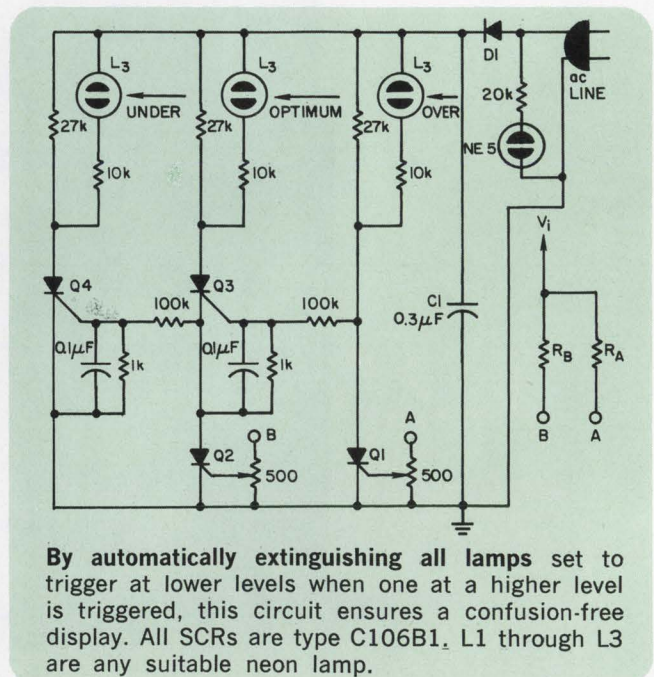 D1
ac
LINE
L3
UNDER
L3
OPTIMUM
L3
OVER
20k
27k
27k
27k
NE 5
10k
10k
10k
Vi
Q4
Q3
100k
100k
C1
0.3μF
RB
RA
0.1μF
1k
0.1μF
1k
B
A
B
A
Q2
500
Q1
500
By automatically extinguishing all lamps set to
trigger at lower levels when one at a higher level
is triggered, this circuit ensures a confusion-free
display. All SCRs are type C106B1. L1 through L3
are any suitable neon lamp.